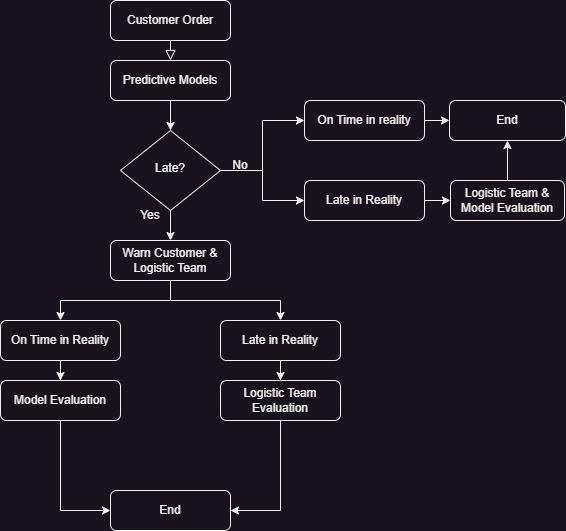 Customer Order
Predictive Models
Late?
No
On Time in reality
End
Late in Reality
Logistic Team &
Model Evaluation
Yes
Warn Customer &
Logistic Team
On Time in Reality
Late in Reality
Model Evaluation
Logistic Team
Evaluation
End